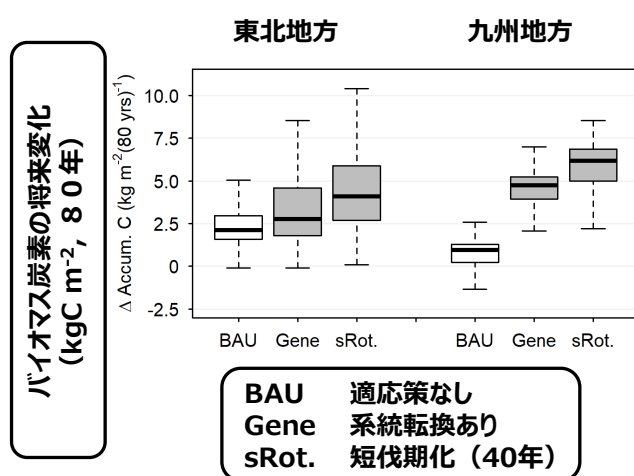 東北地方 九州地方
バイオマス炭素の将来変化
(kgC m⁻², ８０年)
Δ Accum. C (kg m⁻²(80 yrs)⁻¹)
10.0
7.5
5.0
2.5
0
-2.5
BAU Gene sRot. BAU Gene sRot.
BAU 適応策なし
Gene 系統転換あり
sRot. 短伐期化（40年）